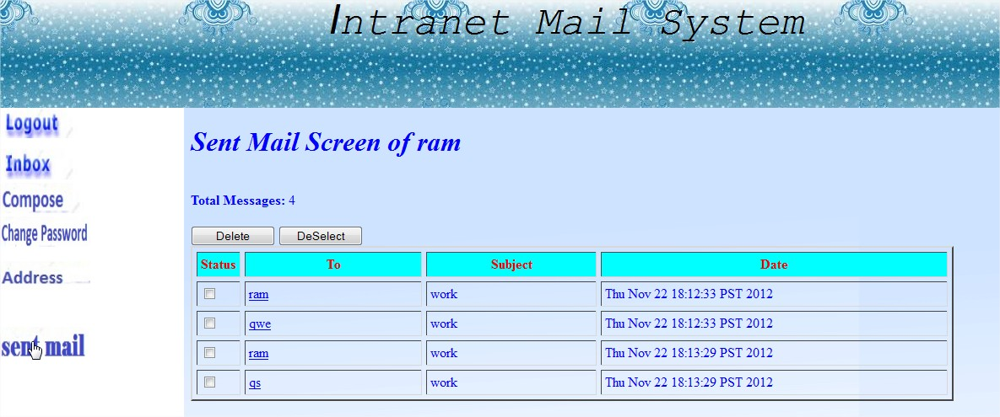 Intranet Mail System
Logout
Inbox
Compose
Change Password
Address
sent mail
Sent Mail Screen of ram
Total Messages: 4
Delete DeSelect
Status To Subject Date
ram work Thu Nov 22 18:12:33 PST 2012
qwe work Thu Nov 22 18:12:33 PST 2012
ram work Thu Nov 22 18:13:29 PST 2012
qs work Thu Nov 22 18:13:29 PST 2012